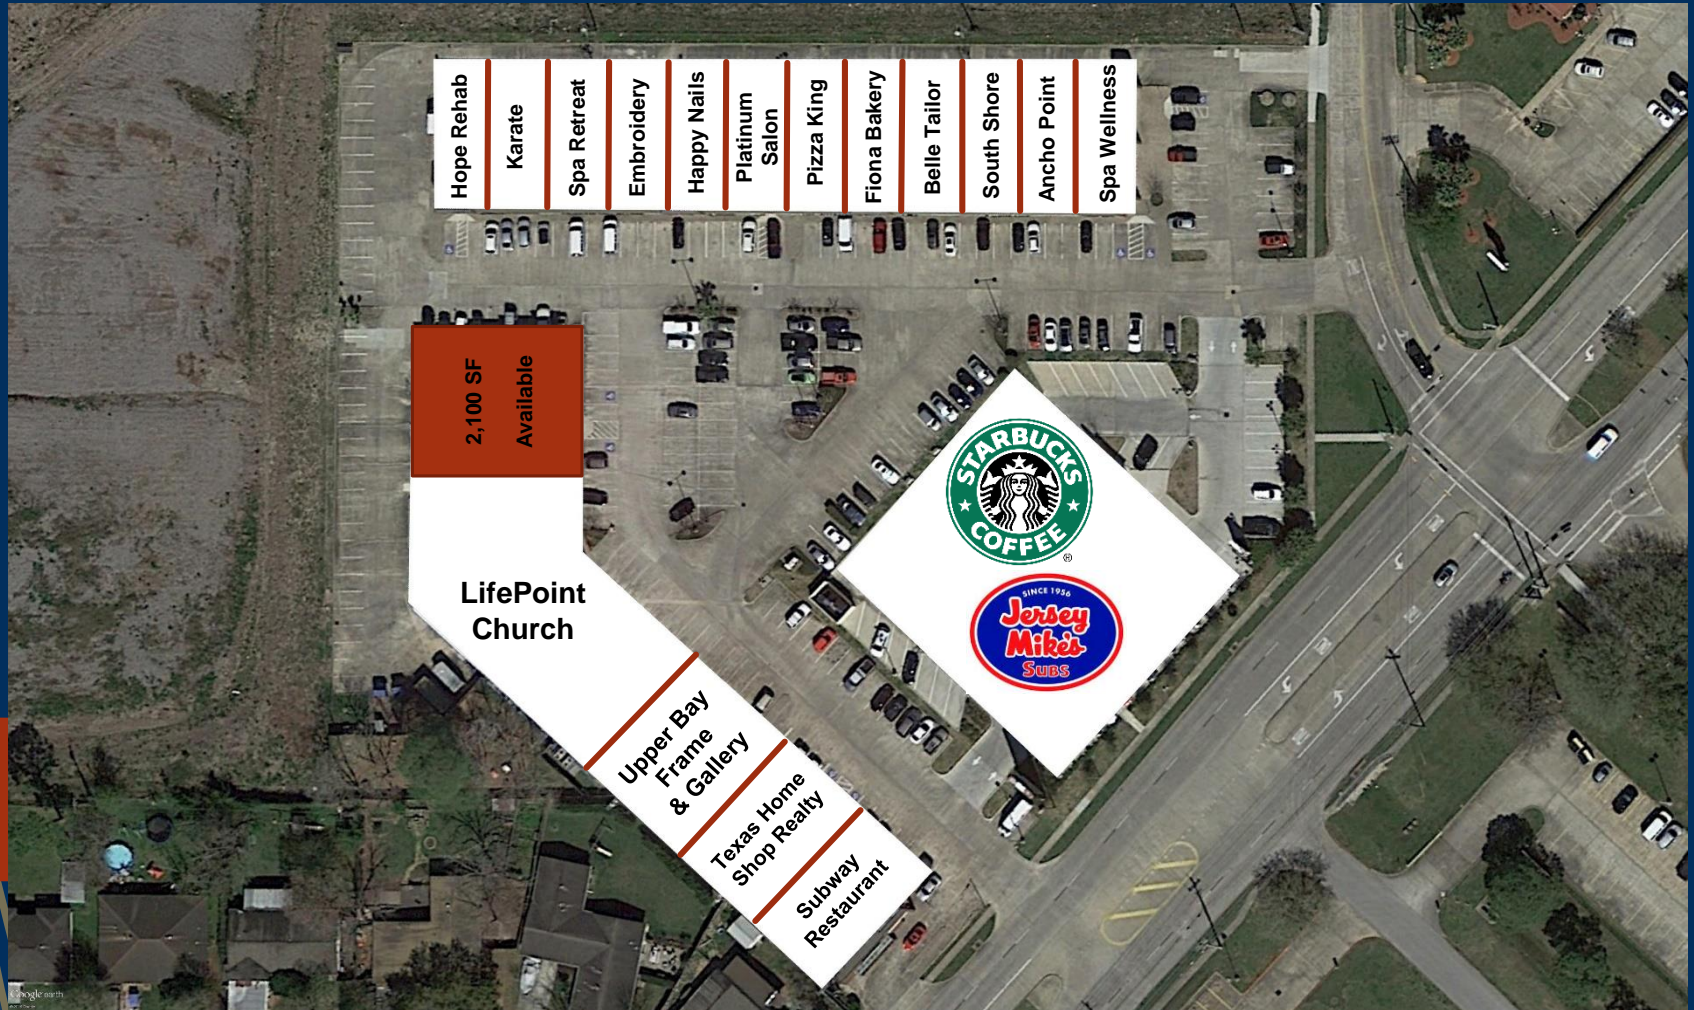 Hope Rehab
Karate
Spa Retreat
Embroidery
Happy Nails
Platinum
Salon
Pizza King
Fiona Bakery
Belle Tailor
South Shore
Ancho Point
Spa Wellness
2,100 SF
Available
STARBUCKS
COFFEE
®
SINCE 1956
Jersey
Mike's
SUBS
LifePoint
Church
Upper Bay
Frame
& Gallery
Texas Home
Shop Realty
Subway
Restaurant
Google earth